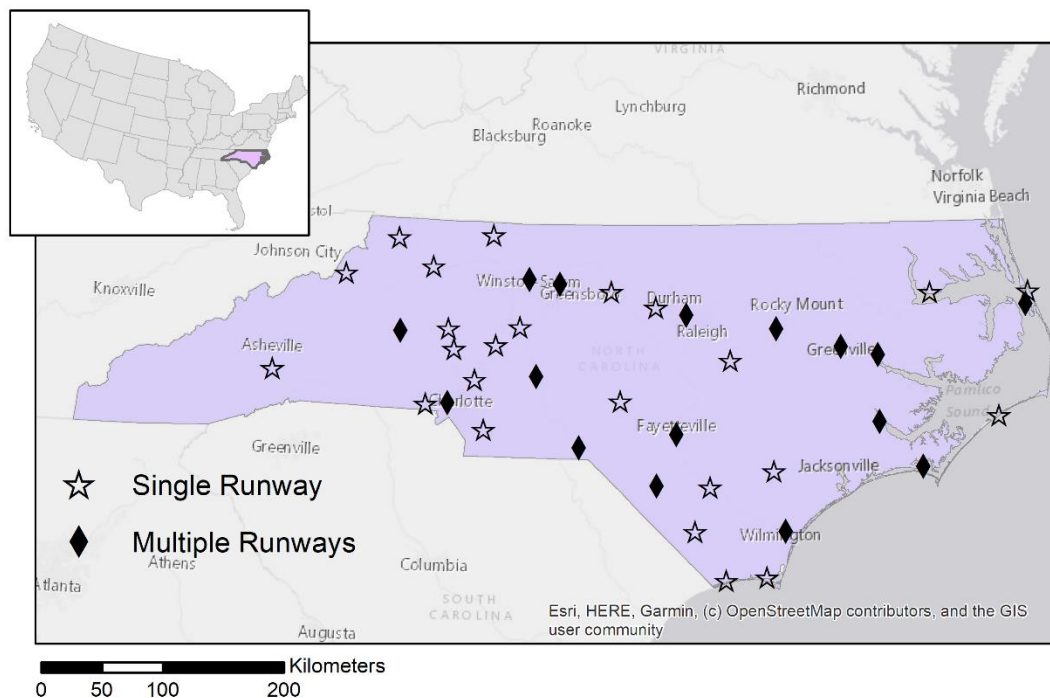 VIRGINIA
Richmond
Lynchburg
Roanoke
Blacksburg
Norfolk
Virginia Beach
Johnson City
Knoxville
Winston-Salem
Greensboro
Durham
Rocky Mount
Raleigh
Asheville
NORTH
CAROLINA
Greenville
Charlotte
Pamlico
Sound
Fayetteville
Greenville
Jacksonville
Single Runway
Wilmington
Multiple Runways
Athens
Columbia
Atlanta
SOUTH
CAROLINA
Esri, HERE, Garmin, (c) OpenStreetMap contributors, and the GIS
user community
Augusta
Kilometers
0 50 100 200